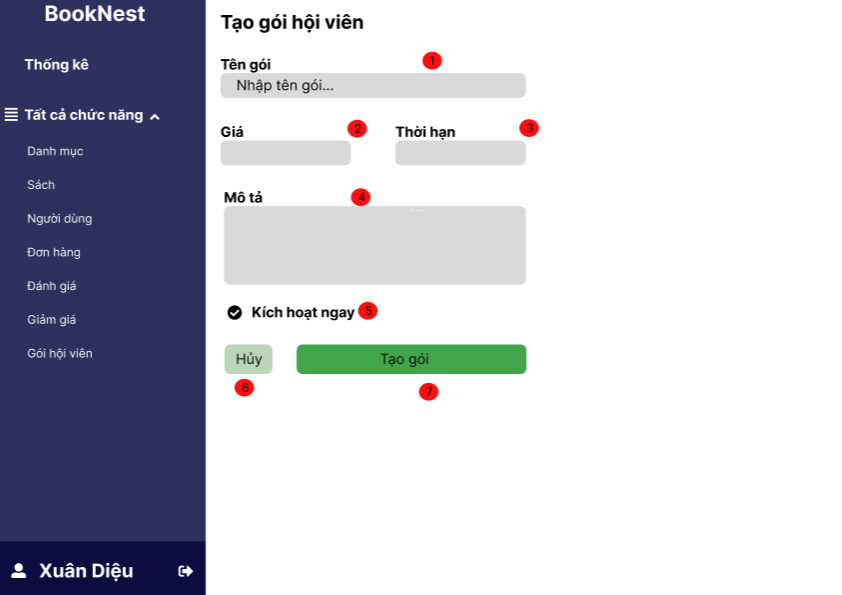 BookNest
Thống kê
Tất cả chức năng
Danh mục
Sách
Người dùng
Đơn hàng
Đánh giá
Giảm giá
Gói hội viên
Xuân Diệu
Tạo gói hội viên
Tên gói 1
Nhập tên gói...
Giá 2 Thời hạn 3
Mô tả 4
...
Kích hoạt ngay 5
Hủy Tạo gói
6 7